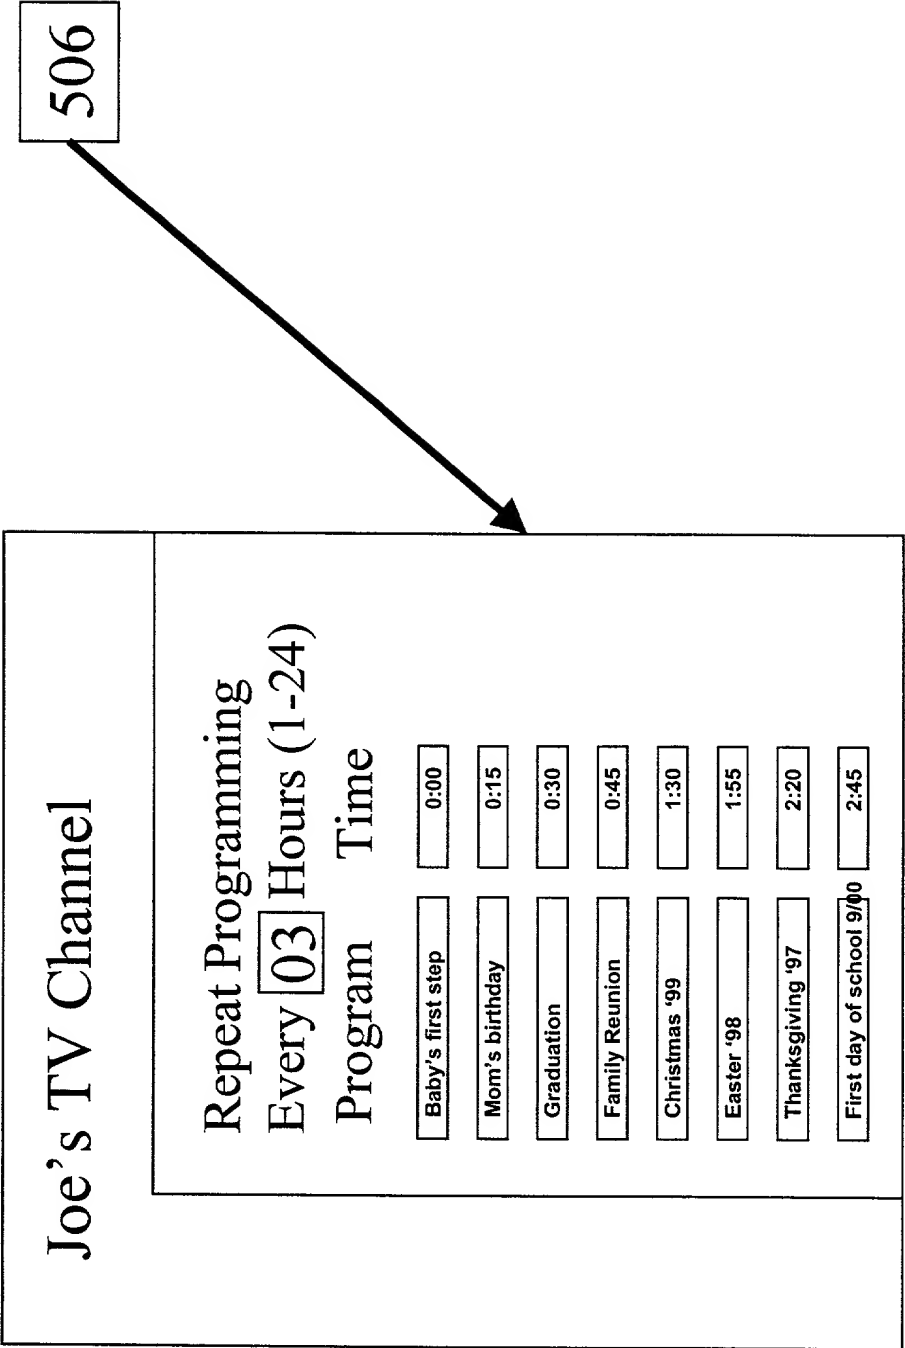 506
Joe's TV Channel
Repeat Programming
Every 03 Hours (1-24)
Program Time
Baby's first step 0:00
Mom's birthday 0:15
Graduation 0:30
Family Reunion 0:45
Christmas ‘99 1:30
Easter ‘98 1:55
Thanksgiving ‘97 2:20
First day of school 9/00 2:45